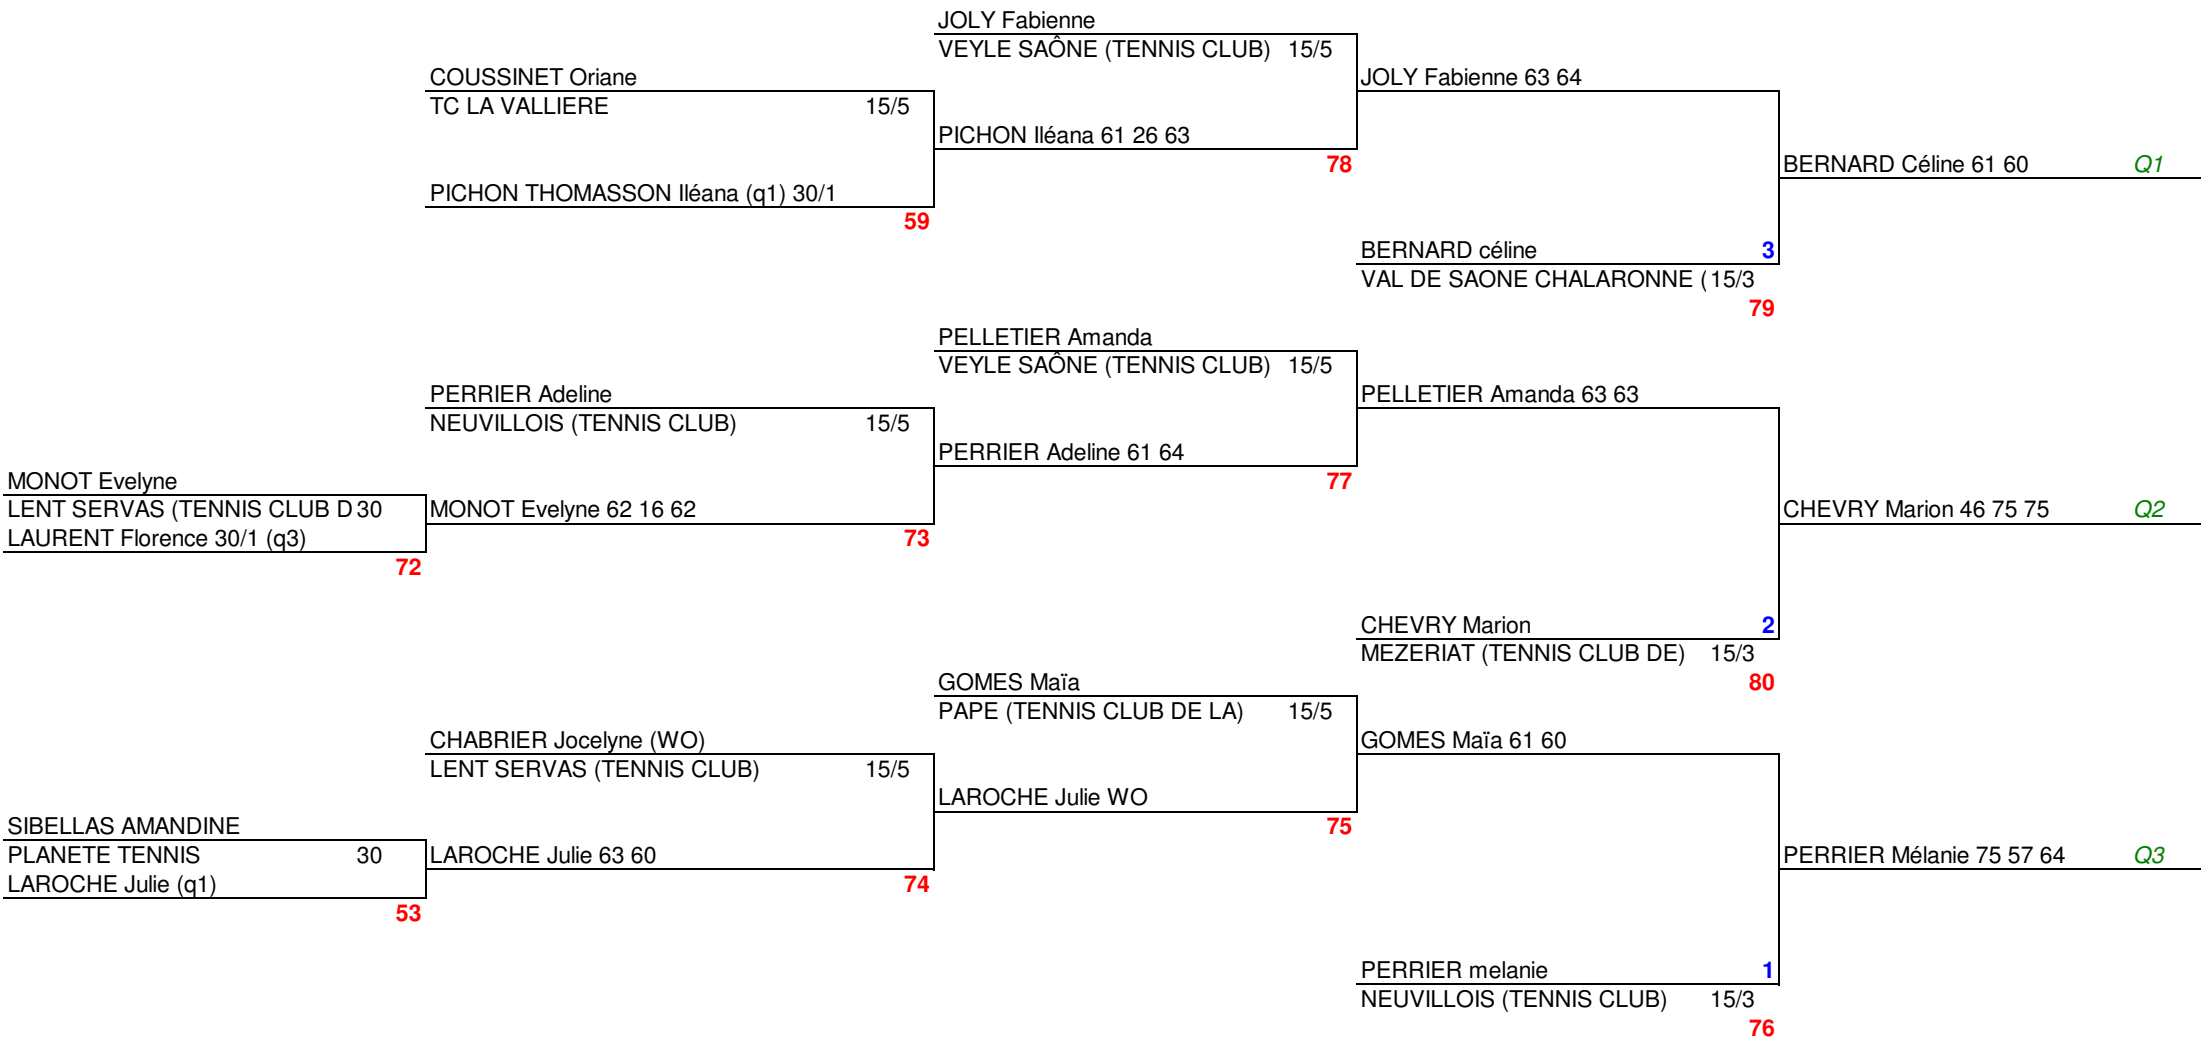 JOLY Fabienne
VEYLE SAÔNE (TENNIS CLUB) 15/5
COUSSINET Oriane
JOLY Fabienne 63 64
TC LA VALLIERE 15/5
PICHON Iléana 61 26 63
78
BERNARD Céline 61 60 Q1
PICHON THOMASSON Iléana (q1) 30/1
59
BERNARD céline 3
VAL DE SAONE CHALARONNE ( 15/3
79
PELLETIER Amanda
VEYLE SAÔNE (TENNIS CLUB) 15/5
PERRIER Adeline
PELLETIER Amanda 63 63
NEUVILLOIS (TENNIS CLUB) 15/5
PERRIER Adeline 61 64
77
MONOT Evelyne
LENT SERVAS (TENNIS CLUB D 30
MONOT Evelyne 62 16 62
CHEVRY Marion 46 75 75 Q2
LAURENT Florence 30/1 (q3)
73
72
CHEVRY Marion 2
MEZERIAT (TENNIS CLUB DE) 15/3
80
GOMES Maïa
PAPE (TENNIS CLUB DE LA) 15/5
CHABRIER Jocelyne (WO)
GOMES Maïa 61 60
LENT SERVAS (TENNIS CLUB) 15/5
LAROCHE Julie WO
75
SIBELLAS AMANDINE
PLANETE TENNIS 30
LAROCHE Julie 63 60
PERRIER Mélanie 75 57 64 Q3
LAROCHE Julie (q1)
74
53
PERRIER melanie 1
NEUVILLOIS (TENNIS CLUB) 15/3
76